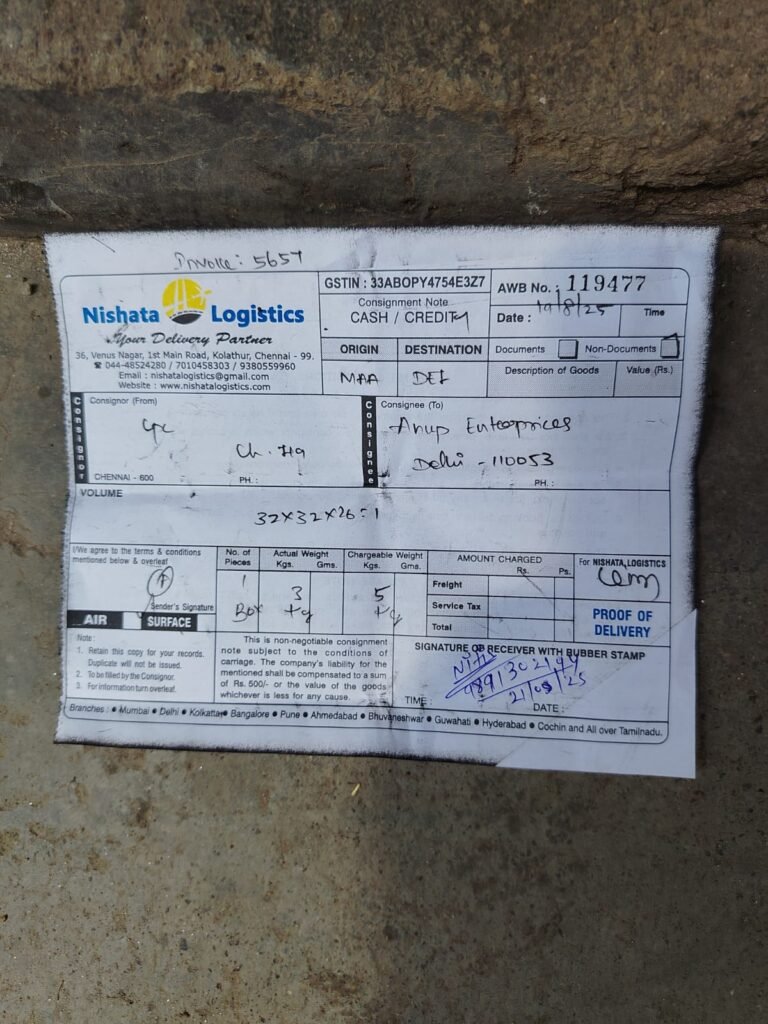 Invoice: 5657
Nishata Logistics
Your Delivery Partner
36, Venus Nagar, 1st Main Road, Kolathur, Chennai - 99.
☎ 044-48524280 / 7010458303 / 9380559960
Email : nishatalogistics@gmail.com
Website : www.nishatalogistics.com
GSTIN : 33ABOPY4754E3Z7
Consignment Note
CASH / CREDIT
AWB No. : 119477
Date : 19/8/25
Time
ORIGIN
DESTINATION
MAA
DEL
Documents
Non-Documents
Description of Goods
Value (Rs.)
Consignor
Consignor (From)
CHENNAI - 600
PH. :
Consignee
Consignee (To)
Anup Enterprices
Delhi - 110053
PH. :
VOLUME
32×32×26=1
I/We agree to the terms & conditions
mentioned below & overleaf
Sender's Signature
AIR
SURFACE
No. of
Pieces
1
Box
Actual Weight
Kgs. Gms.
3
kg
Chargeable Weight
Kgs. Gms.
5
kg
AMOUNT CHARGED
Rs. Ps.
Freight
Service Tax
Total
For NISHATA LOGISTICS
PROOF OF
DELIVERY
Note :
1. Retain this copy for your records.
Duplicate will not be issued.
2. To be filled by the Consignor.
3. For information turn overleaf.
This is non-negotiable consignment
note subject to the conditions of
carriage. The company's liability for the
mentioned shall be compensated to a sum
of Rs. 500/- or the value of the goods
whichever is less for any cause.
SIGNATURE OF RECEIVER WITH RUBBER STAMP
21/08/25
TIME :
DATE :
Branches : • Mumbai • Delhi • Kolkatta • Bangalore • Pune • Ahmedabad • Bhuvaneshwar • Guwahati • Hyderabad • Cochin and All over Tamilnadu.